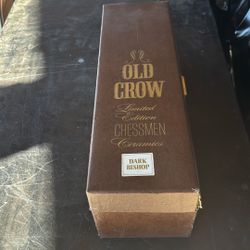 OLD
CROW
Limited
Edition
CHESSMEN
Ceramics
DARK
BISHOP